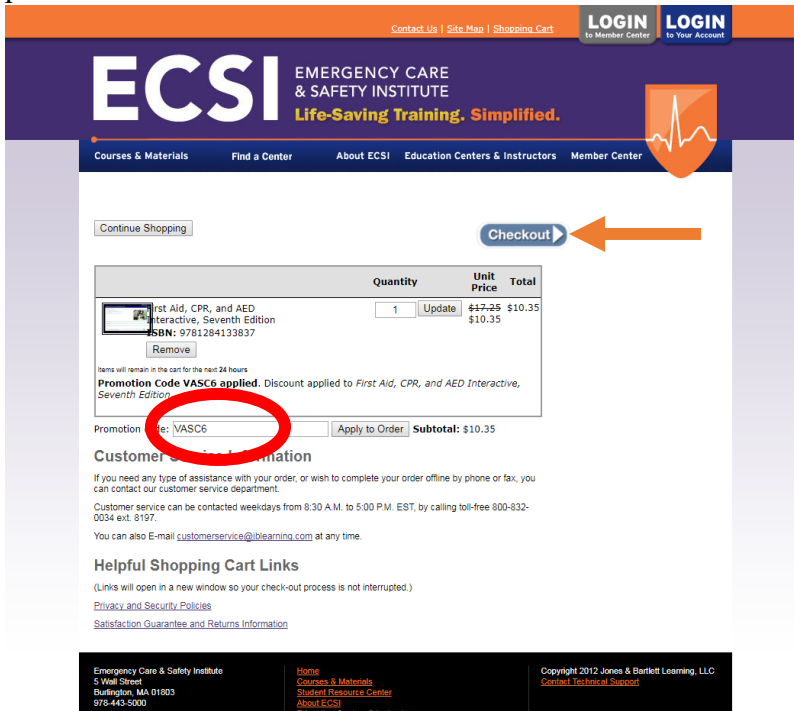 Contact Us | Site Map | Shopping Cart
LOGIN
to Member Center
LOGIN
to Your Account
ECSI
EMERGENCY CARE
& SAFETY INSTITUTE
Life-Saving Training. Simplified.
Courses & Materials
Find a Center
About ECSI
Education Centers & Instructors
Member Center
Continue Shopping
Checkout
Quantity
Unit Price
Total
First Aid, CPR, and AED
Interactive, Seventh Edition
ISBN: 9781284133837
1
Update
$17.25 $10.35
$10.35
Remove
Items will remain in the cart for the next 24 hours
Promotion Code VASC6 applied. Discount applied to First Aid, CPR, and AED Interactive,
Seventh Edition
Promotion Code: VASC6
Apply to Order
Subtotal: $10.35
Customer Service Information
If you need any type of assistance with your order, or wish to complete your order offline by phone or fax, you
can contact our customer service department.
Customer service can be contacted weekdays from 8:30 A.M. to 5:00 P.M. EST, by calling toll-free 800-832-
0034 ext. 8197.
You can also E-mail customerservice@jblearning.com at any time.
Helpful Shopping Cart Links
(Links will open in a new window so your check-out process is not interrupted.)
Privacy and Security Policies
Satisfaction Guarantee and Returns Information
Emergency Care & Safety Institute
5 Wall Street
Burlington, MA 01803
978-443-5000
Home
Courses & Materials
Student Resource Center
About ECSI
Copyright 2012 Jones & Bartlett Learning, LLC
Contact Technical Support